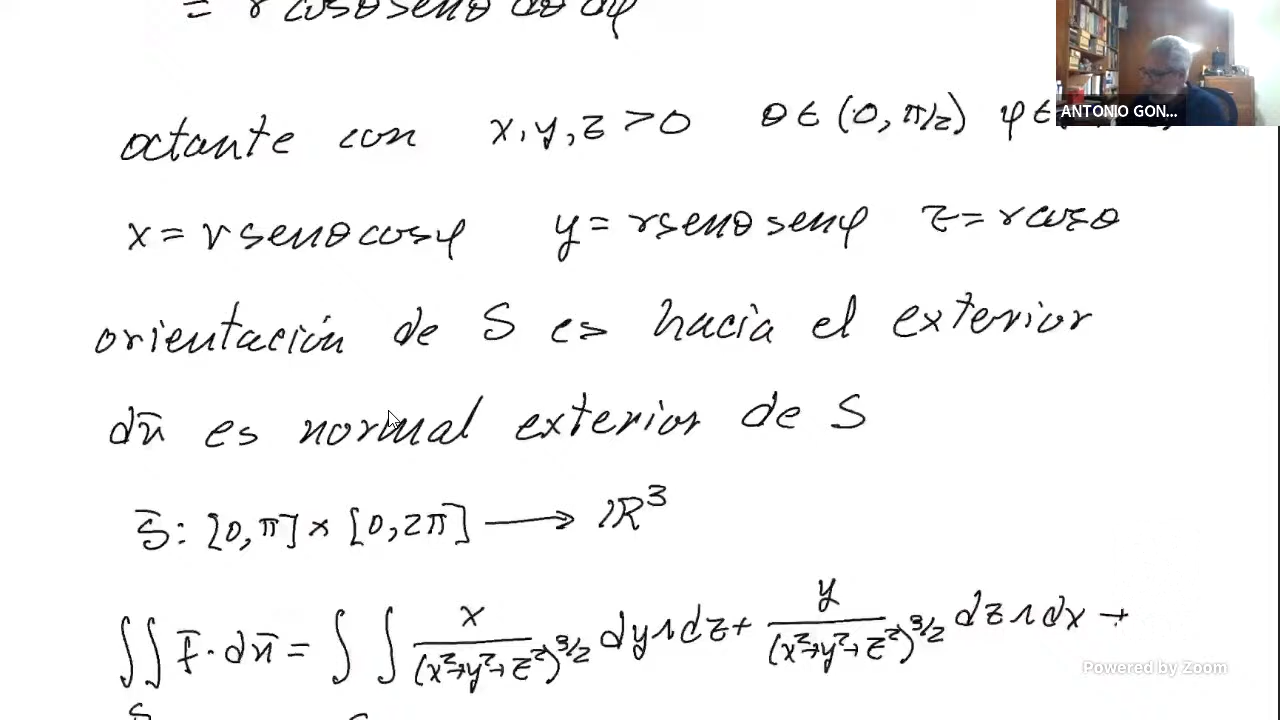 = r² cosθ senθ dθ dφ
octante con x, y, z > 0 θ ∈ (0, π/2) φ ∈
x = r senθ cosφ y = r senθ senφ z = r cosθ
orientación de S es hacia el exterior
dn̄ es normal exterior de S
S̄: [0, π] × [0, 2π] ⟶ ℝ³
∬ F̄ · dn̄ = ∫∫ x/(x²+y²+z²)^3/2 dy∧dz + y/(x²+y²+z²)^3/2 dz∧dx +
S S
ANTONIO GON...
Powered by Zoom